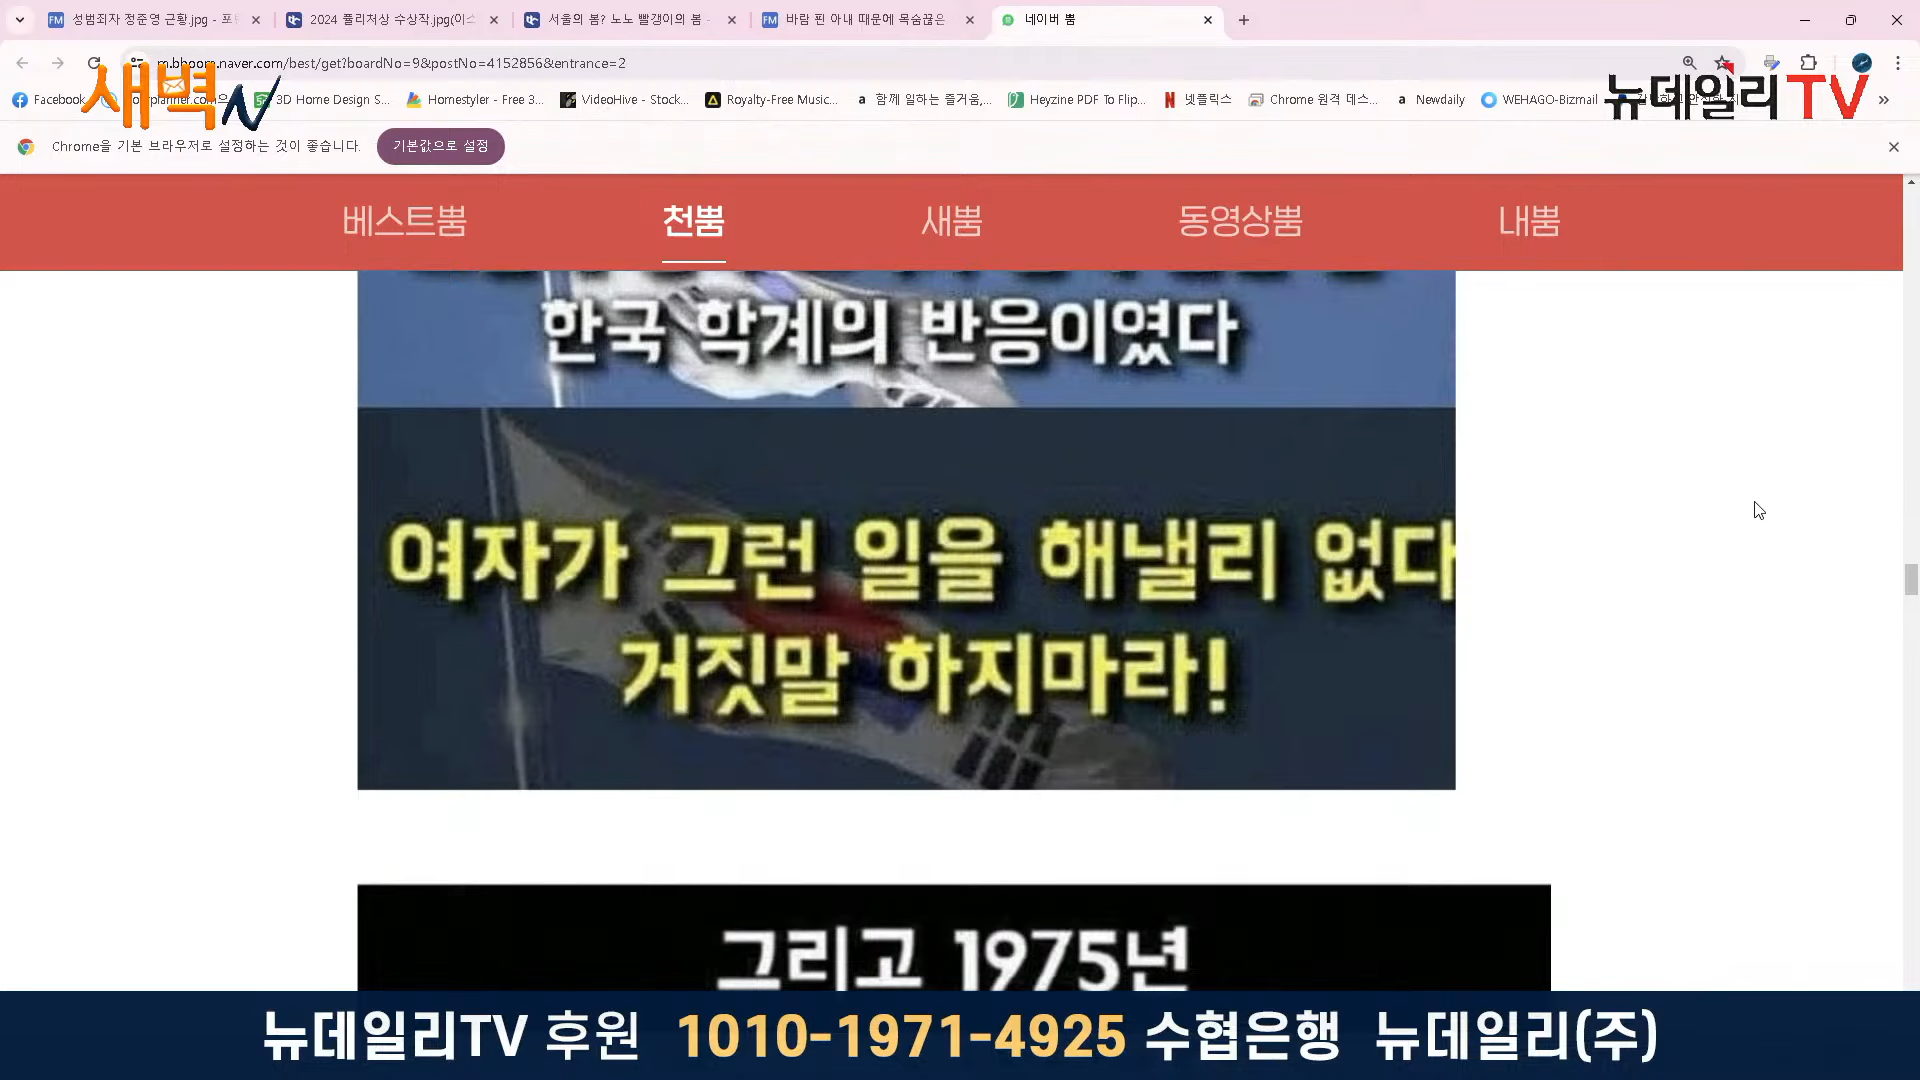 성범죄자 정준영 근황.jpg - 포
2024 퓰리처상 수상작.jpg(이스
서울의 봄? 노노 빨갱이의 봄 -
바람 핀 아내 때문에 목숨끊은
네이버 뿜
m.bboom.naver.com/best/get?boardNo=9&postNo=4152856&entrance=2
새벽N
뉴데일리TV
Facebook
3D Home Design S...
Homestyler - Free 3...
VideoHive - Stock...
Royalty-Free Music...
함께 일하는 즐거움,...
Heyzine PDF To Flip...
넷플릭스
Chrome 원격 데스...
Newdaily
WEHAGO-Bizmail
Chrome을 기본 브라우저로 설정하는 것이 좋습니다.
기본값으로 설정
베스트뿜
천뿜
새뿜
동영상뿜
내뿜
한국 학계의 반응이였다
여자가 그런 일을 해낼리 없다
거짓말 하지마라!
그리고 1975년
뉴데일리TV 후원 1010-1971-4925 수협은행 뉴데일리(주)